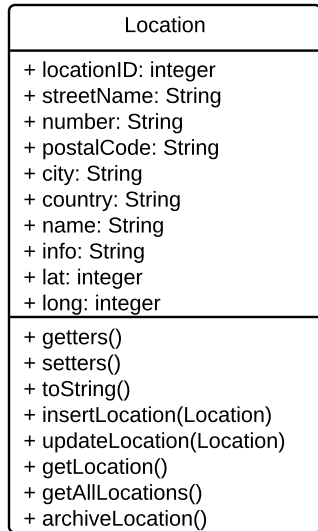 Location
+ locationID: integer
+ streetName: String
+ number: String
+ postalCode: String
+ city: String
+ country: String
+ name: String
+ info: String
+ lat: integer
+ long: integer
+ getters()
+ setters()
+ toString()
+ insertLocation(Location)
+ updateLocation(Location)
+ getLocation()
+ getAllLocations()
+ archiveLocation()